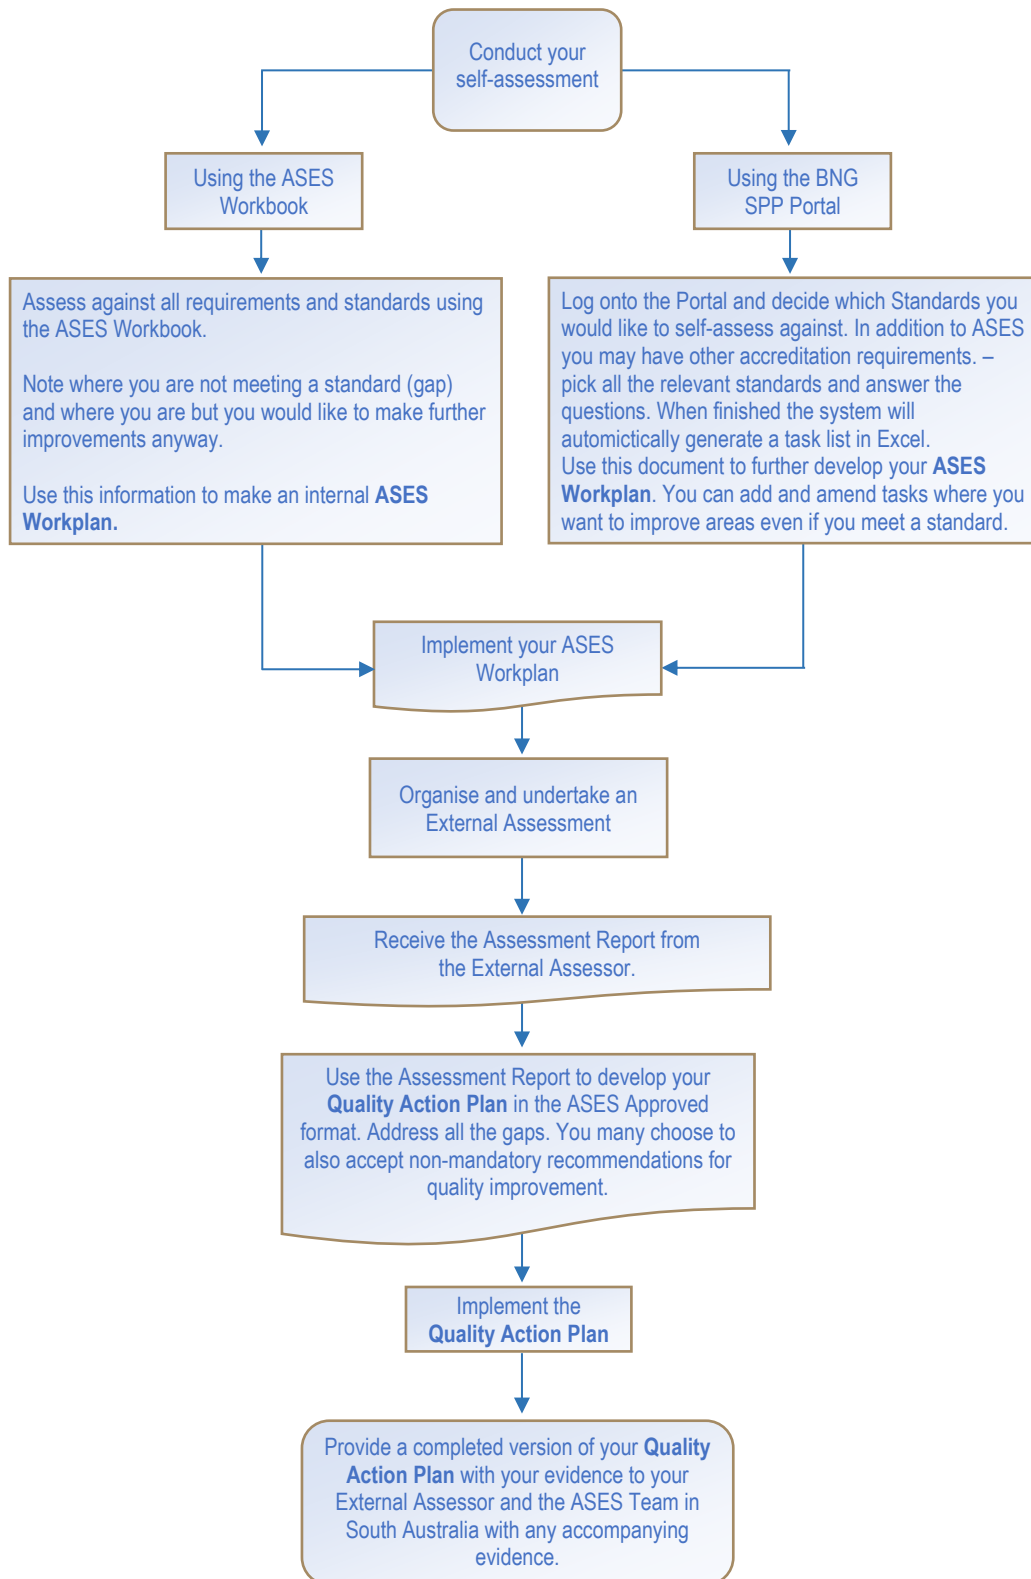 Conduct your
self-assessment
Using the ASES
Workbook
Using the BNG
SPP Portal
Assess against all requirements and standards using
the ASES Workbook.
Note where you are not meeting a standard (gap)
and where you are but you would like to make further
improvements anyway.
Use this information to make an internal ASES
Workplan.
Log onto the Portal and decide which Standards you
would like to self-assess against. In addition to ASES
you may have other accreditation requirements. –
pick all the relevant standards and answer the
questions. When finished the system will
automictically generate a task list in Excel.
Use this document to further develop your ASES
Workplan. You can add and amend tasks where you
want to improve areas even if you meet a standard.
Implement your ASES
Workplan
Organise and undertake an
External Assessment
Receive the Assessment Report from
the External Assessor.
Use the Assessment Report to develop your
Quality Action Plan in the ASES Approved
format. Address all the gaps. You many choose to
also accept non-mandatory recommendations for
quality improvement.
Implement the
Quality Action Plan
Provide a completed version of your Quality
Action Plan with your evidence to your
External Assessor and the ASES Team in
South Australia with any accompanying
evidence.